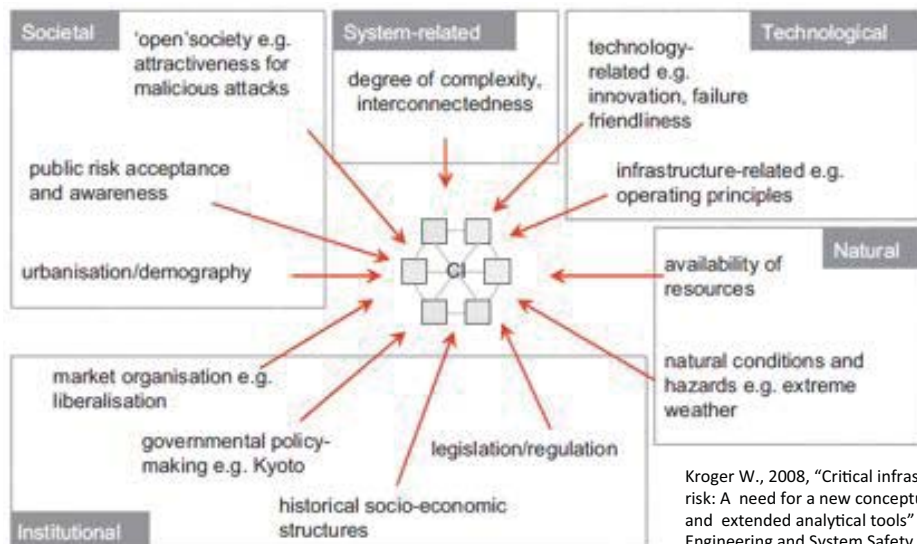 Societal
'open'society e.g.
attractiveness for
malicious attacks
public risk acceptance
and awareness
urbanisation/demography
System-related
degree of complexity,
interconnectedness
Technological
technology-
related e.g.
innovation, failure
friendliness
infrastructure-related e.g.
operating principles
CI
Natural
availability of
resources
natural conditions and
hazards e.g. extreme
weather
market organisation e.g.
liberalisation
governmental policy-
making e.g. Kyoto
historical socio-economic
structures
legislation/regulation
Institutional
Kroger W., 2008, “Critical infras
risk: A need for a new conceptu
and extended analytical tools”
Engineering and System Safety